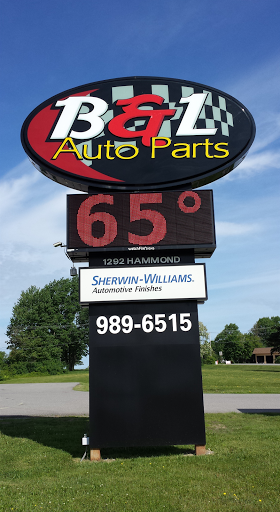 B&L
Auto Parts
65°
1292 HAMMOND
SHERWIN-WILLIAMS.
Automotive Finishes
989-6515